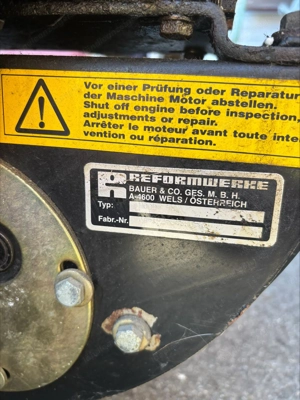 Vor einer Prüfung oder Reparatur
der Maschine Motor abstellen.
Shut off engine before inspection,
adjustments or repair.
Arrêter le moteur avant toute inter
vention ou réparation.
REFORMWERKE
BAUER & CO. GES. M. B. H.
A-4600 WELS / ÖSTERREICH
Typ:
Fabr.-Nr.